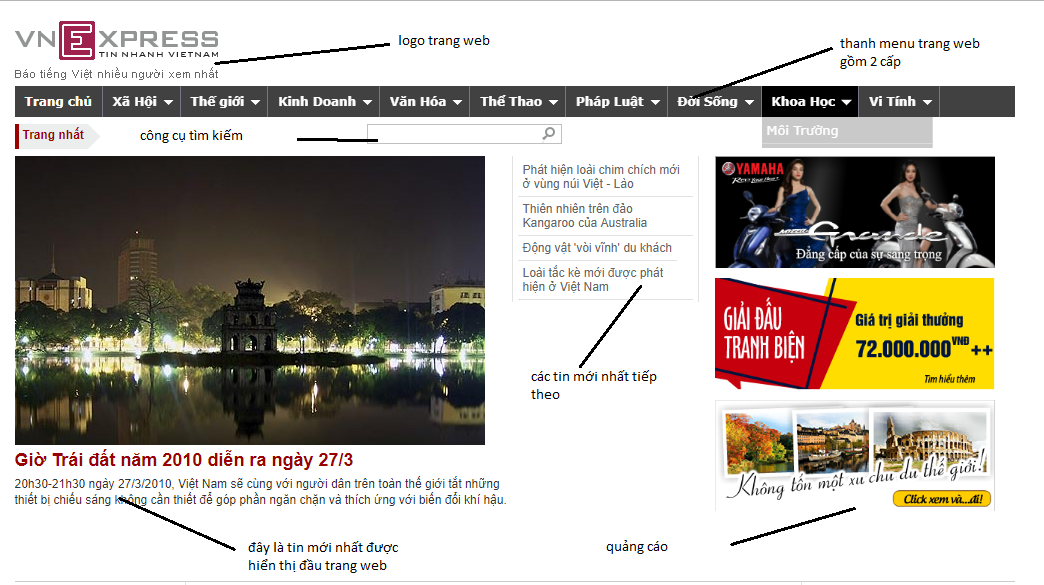 VNEXPRESS
TIN NHANH VIETNAM
Báo tiếng Việt nhiều người xem nhất
logo trang web
thanh menu trang web
gồm 2 cấp
Trang chủ Xã Hội Thế giới Kinh Doanh Văn Hóa Thể Thao Pháp Luật Đời Sống Khoa Học Vi Tính
Trang nhất
công cụ tìm kiếm
Môi Trường
Phát hiện loài chim chích mới
ở vùng núi Việt - Lào
Thiên nhiên trên đảo
Kangaroo của Australia
Động vật 'vòi vĩnh' du khách
Loài tắc kè mới được phát
hiện ở Việt Nam
các tin mới nhất tiếp
theo
YAMAHA
Revs Your Heart
Grande
Đẳng cấp của sự sang trọng
GIẢI ĐẤU
TRANH BIỆN
Giá trị giải thưởng
72.000.000 VNĐ ++
Tìm hiểu thêm
Không tốn một xu chu du thế giới!
Click xem và...đi!
Giờ Trái đất năm 2010 diễn ra ngày 27/3
20h30-21h30 ngày 27/3/2010, Việt Nam sẽ cùng với người dân trên toàn thế giới tắt những
thiết bị chiếu sáng không cần thiết để góp phần ngăn chặn và thích ứng với biến đổi khí hậu.
đây là tin mới nhất được
hiển thị đầu trang web
quảng cáo